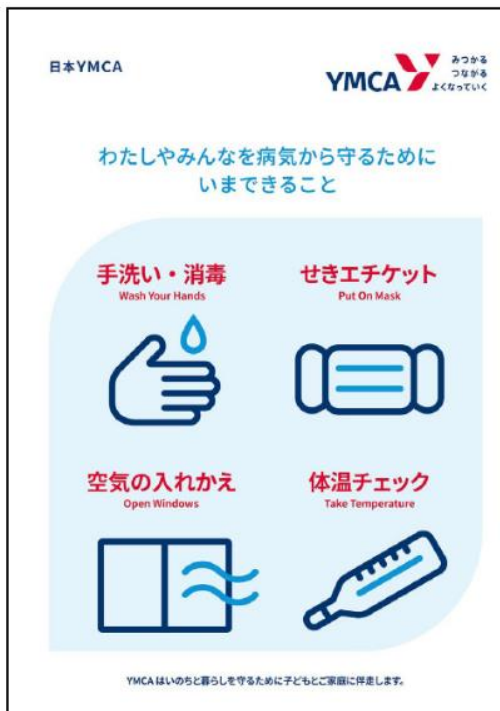 日本YMCA
YMCA
みつかる
つながる
よくなっていく
わたしやみんなを病気から守るために
いまできること
手洗い・消毒
Wash Your Hands
せきエチケット
Put On Mask
空気の入れかえ
Open Windows
体温チェック
Take Temperature
YMCAはいのちと暮らしを守るために子どもとご家庭に伴走します。